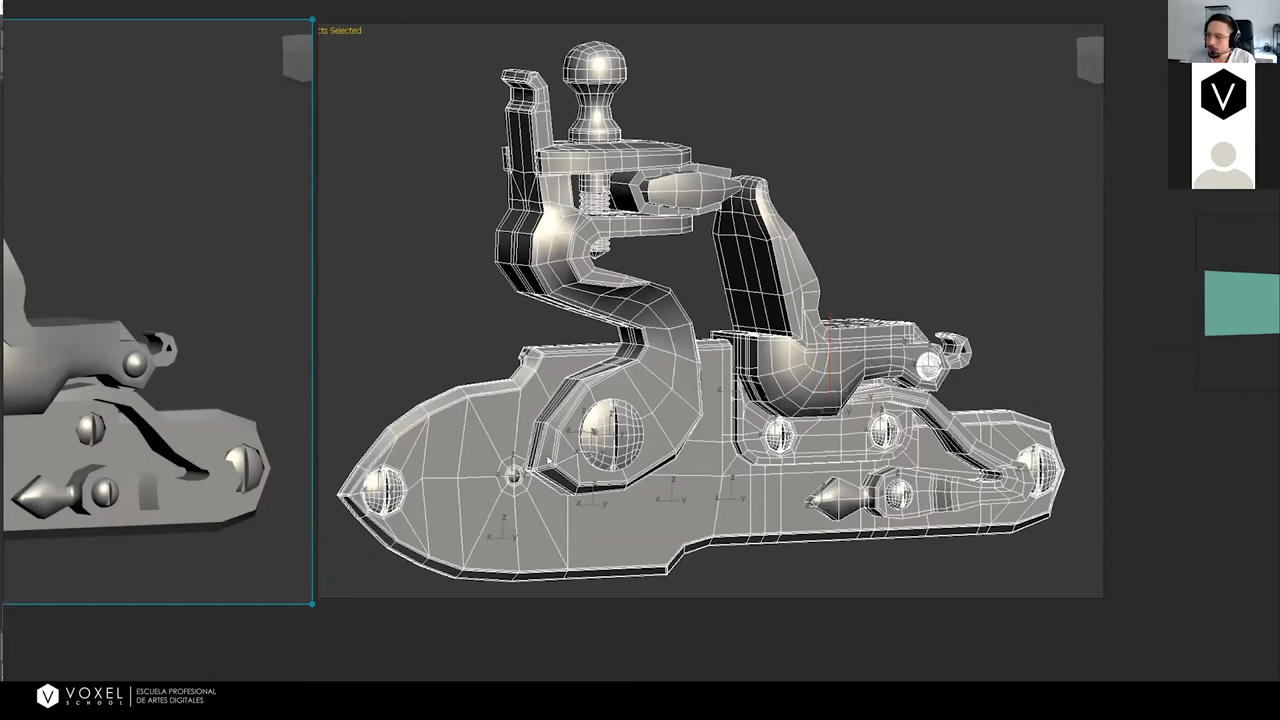 cts Selected
V
VOXEL
SCHOOL
ESCUELA PROFESIONAL
DE ARTES DIGITALES